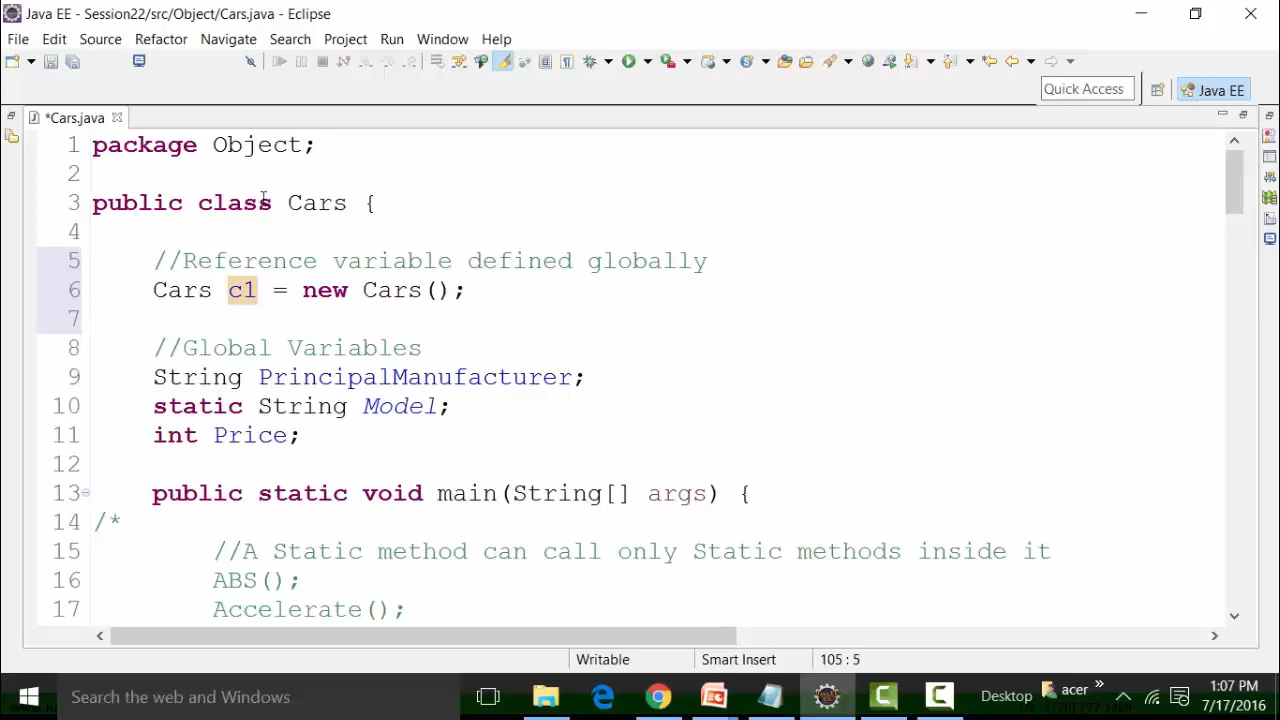 Java EE - Session22/src/Object/Cars.java - Eclipse
File Edit Source Refactor Navigate Search Project Run Window Help
Quick Access
Java EE
*Cars.java
1 package Object;
2
3 public class Cars {
4
5 //Reference variable defined globally
6 Cars c1 = new Cars();
7
8 //Global Variables
9 String PrincipalManufacturer;
10 static String Model;
11 int Price;
12
13 public static void main(String[] args) {
14 /*
15 //A Static method can call only Static methods inside it
16 ABS();
17 Accelerate();
Writable Smart Insert 105 : 5
Search the web and Windows
Desktop
acer
1:07 PM
7/17/2016